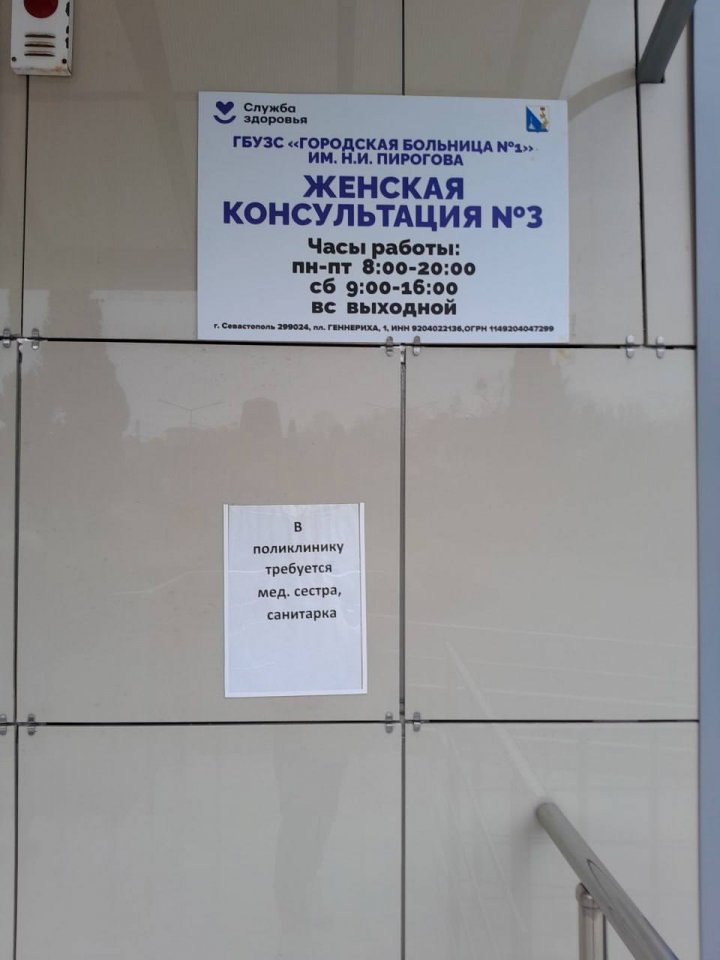 Служба
здоровья
ГБУЗС «ГОРОДСКАЯ БОЛЬНИЦА №1»
ИМ. Н.И. ПИРОГОВА
ЖЕНСКАЯ
КОНСУЛЬТАЦИЯ №3
Часы работы:
пн-пт 8:00-20:00
сб 9:00-16:00
вс выходной
г. Севастополь 299024, пл. ГЕННЕРИХА, 1, ИНН 9204022136,ОГРН 1149204047299
В
поликлинику
требуется
мед. сестра,
санитарка